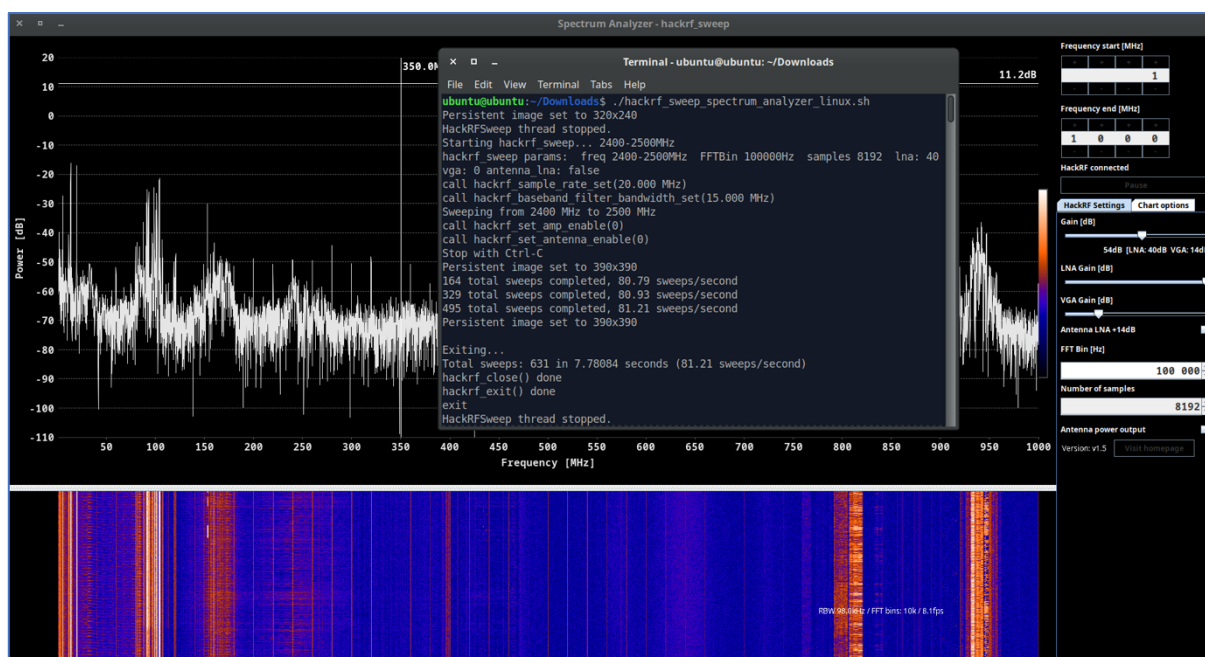 Spectrum Analyzer - hackrf_sweep
20
10
0
-10
-20
-30
-40
-50
-60
-70
-80
-90
-100
-110
Power [dB]
350.0
11.2dB
50 100 150 200 250 300 350 400 450 500 550 600 650 700 750 800 850 900 950 1000
Frequency [MHz]
Terminal - ubuntu@ubuntu: ~/Downloads
File Edit View Terminal Tabs Help
ubuntu@ubuntu:~/Downloads$ ./hackrf_sweep_spectrum_analyzer_linux.sh
Persistent image set to 320x240
HackRFSweep thread stopped.
Starting hackrf_sweep... 2400-2500MHz
hackrf_sweep params: freq 2400-2500MHz FFTBin 100000Hz samples 8192 lna: 40
vga: 0 antenna_lna: false
call hackrf_sample_rate_set(20.000 MHz)
call hackrf_baseband_filter_bandwidth_set(15.000 MHz)
Sweeping from 2400 MHz to 2500 MHz
call hackrf_set_amp_enable(0)
call hackrf_set_antenna_enable(0)
Stop with Ctrl-C
Persistent image set to 390x390
164 total sweeps completed, 80.79 sweeps/second
329 total sweeps completed, 80.93 sweeps/second
495 total sweeps completed, 81.21 sweeps/second
Persistent image set to 390x390
Exiting...
Total sweeps: 631 in 7.78084 seconds (81.21 sweeps/second)
hackrf_close() done
hackrf_exit() done
exit
HackRFSweep thread stopped.
RBW 98.0kHz / FFT bins: 10k / 8.1fps
Frequency start [MHz]
1
Frequency end [MHz]
1 0 0 0
HackRF connected
Pause
HackRF Settings Chart options
Gain [dB]
54dB [LNA: 40dB VGA: 14d
LNA Gain [dB]
VGA Gain [dB]
Antenna LNA +14dB
FFT Bin [Hz]
100 000
Number of samples
8192
Antenna power output
Version: v1.5 Visit homepage